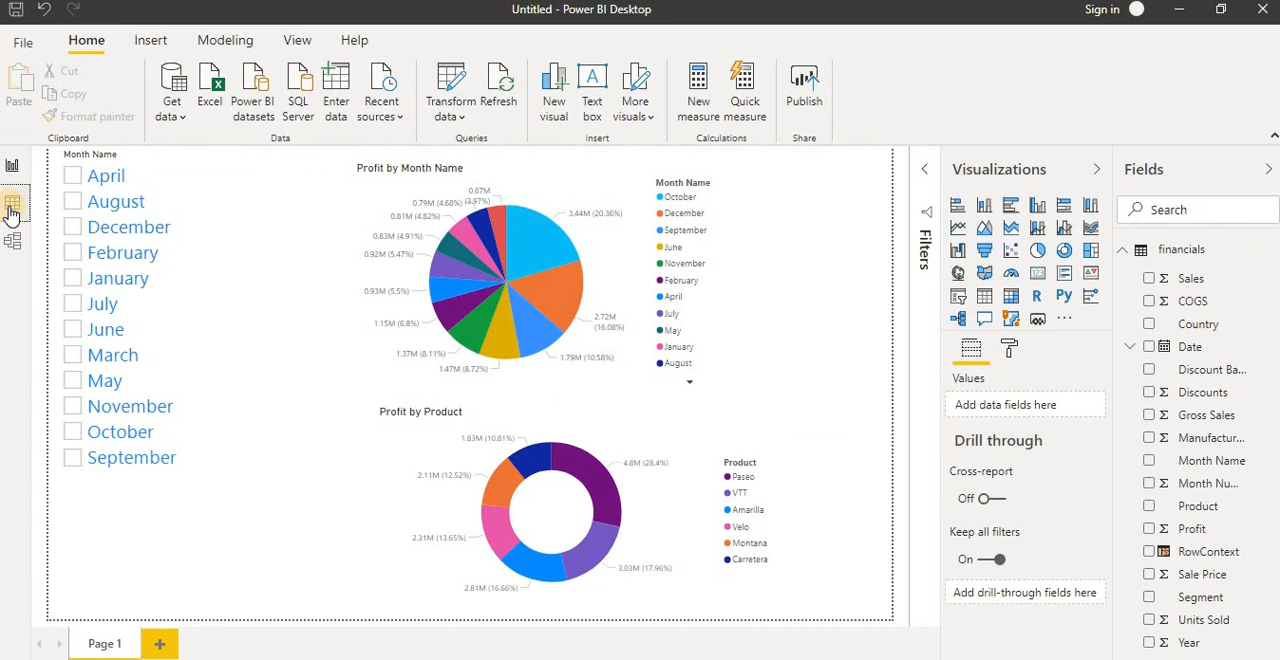 Untitled - Power BI Desktop
Sign in
File
Home
Insert
Modeling
View
Help
Paste
Cut
Copy
Format painter
Clipboard
Get data
Excel
Power BI datasets
SQL Server
Enter data
Recent sources
Data
Transform data
Refresh
Queries
New visual
A
Text box
More visuals
Insert
New measure
Quick measure
Calculations
Publish
Share
Month Name
April
August
December
February
January
July
June
March
May
November
October
September
Profit by Month Name
0.67M (3.97%)
0.79M (4.68%)
0.81M (4.82%)
0.83M (4.91%)
0.92M (5.47%)
0.93M (5.5%)
1.15M (6.8%)
1.37M (8.11%)
1.47M (8.72%)
3.44M (20.36%)
2.72M (16.08%)
1.79M (10.58%)
Month Name
October
December
September
June
November
February
April
July
May
January
August
Profit by Product
1.83M (10.81%)
2.11M (12.52%)
2.31M (13.65%)
2.81M (16.66%)
4.8M (28.4%)
3.03M (17.96%)
Product
Paseo
VTT
Amarilla
Velo
Montana
Carretera
Page 1
Filters
Visualizations
123
R
Py
Values
Add data fields here
Drill through
Cross-report
Off
Keep all filters
On
Add drill-through fields here
Fields
Search
financials
Σ Sales
Σ COGS
Country
Date
Discount Ba...
Σ Discounts
Σ Gross Sales
Σ Manufactur...
Month Name
Σ Month Nu...
Product
Σ Profit
RowContext
Σ Sale Price
Segment
Σ Units Sold
Σ Year